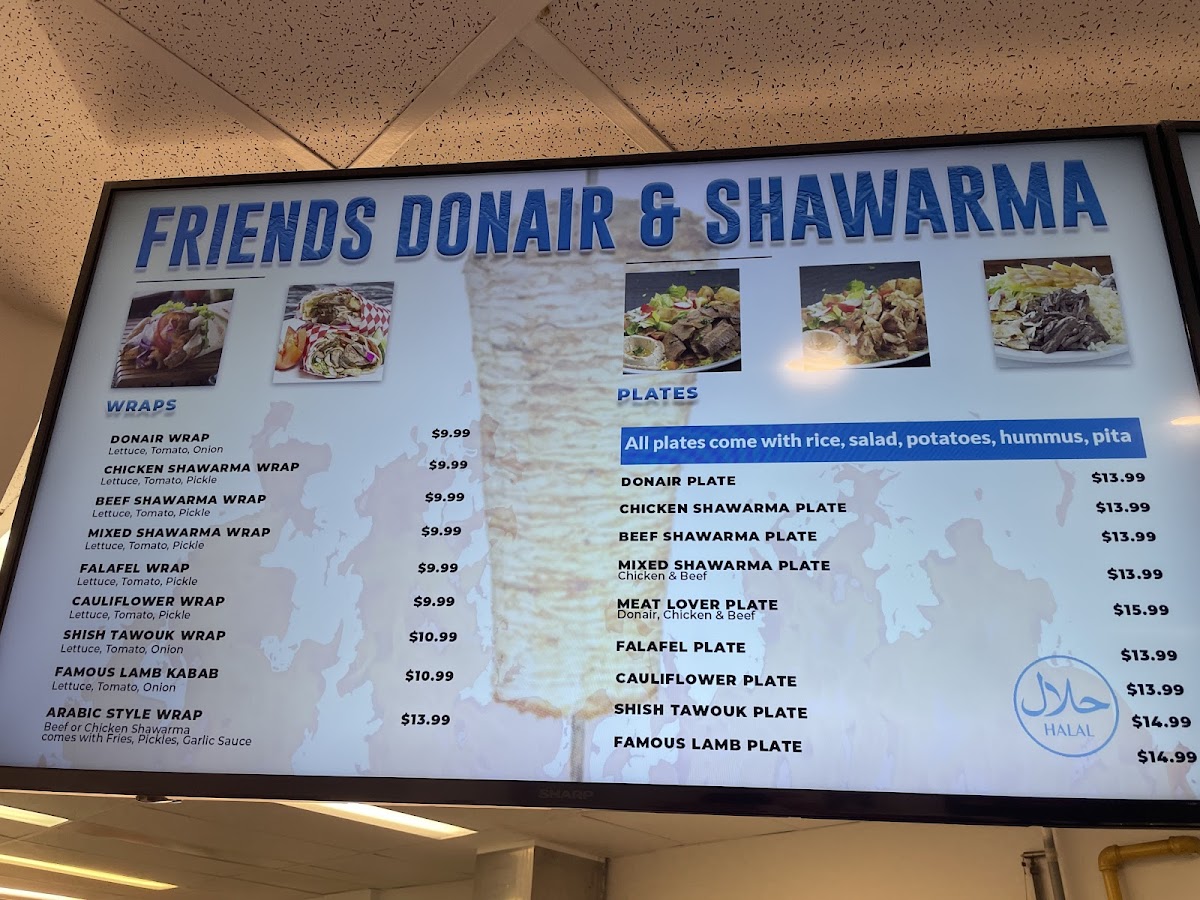 FRIENDS DONAIR & SHAWARMA
WRAPS
DONAIR WRAP $9.99
Lettuce, Tomato, Onion
CHICKEN SHAWARMA WRAP $9.99
Lettuce, Tomato, Pickle
BEEF SHAWARMA WRAP $9.99
Lettuce, Tomato, Pickle
MIXED SHAWARMA WRAP $9.99
Lettuce, Tomato, Pickle
FALAFEL WRAP $9.99
Lettuce, Tomato, Pickle
CAULIFLOWER WRAP $9.99
Lettuce, Tomato, Pickle
SHISH TAWOUK WRAP $10.99
Lettuce, Tomato, Onion
FAMOUS LAMB KABAB $10.99
Lettuce, Tomato, Onion
ARABIC STYLE WRAP $13.99
Beef or Chicken Shawarma
comes with Fries, Pickles, Garlic Sauce
PLATES
All plates come with rice, salad, potatoes, hummus, pita
DONAIR PLATE $13.99
CHICKEN SHAWARMA PLATE $13.99
BEEF SHAWARMA PLATE $13.99
MIXED SHAWARMA PLATE $13.99
Chicken & Beef
MEAT LOVER PLATE $15.99
Donair, Chicken & Beef
FALAFEL PLATE $13.99
CAULIFLOWER PLATE $13.99
SHISH TAWOUK PLATE $14.99
FAMOUS LAMB PLATE $14.99
حلال
HALAL
SHARP